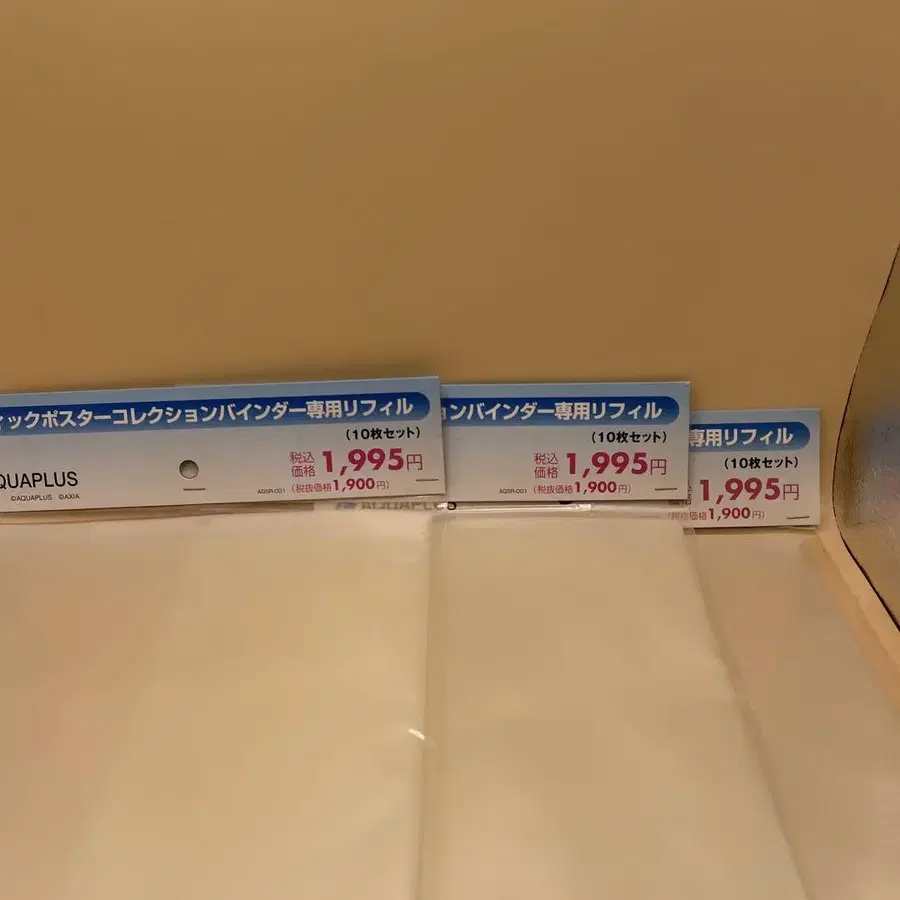 ィックポスターコレクションバインダー専用リフィル
（10枚セット）
税込価格 1,995円
AQSR-001 （税抜価格1,900円）
QUAPLUS
©AQUAPLUS ©AXIA
ョンバインダー専用リフィル
（10枚セット）
税込価格 1,995円
AQSR-001 （税抜価格1,900円）
AQUAPLUS
専用リフィル
（10枚セット）
1,995円
税抜価格1,900円）